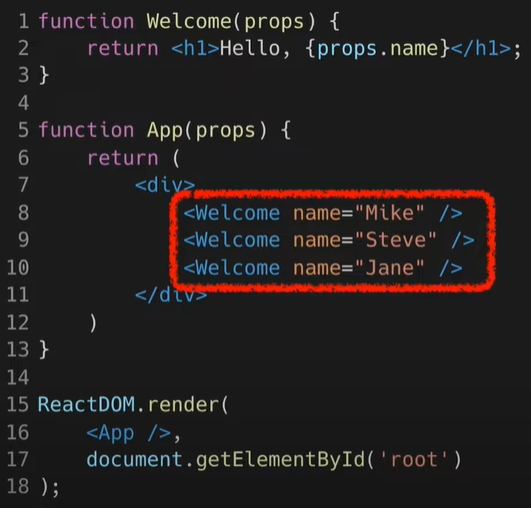 1 function Welcome(props) {
2     return <h1>Hello, {props.name}</h1>;
3 }
4
5 function App(props) {
6     return (
7         <div>
8             <Welcome name="Mike" />
9             <Welcome name="Steve" />
10             <Welcome name="Jane" />
11         </div>
12     )
13 }
14
15 ReactDOM.render(
16     <App />,
17     document.getElementById('root')
18 );